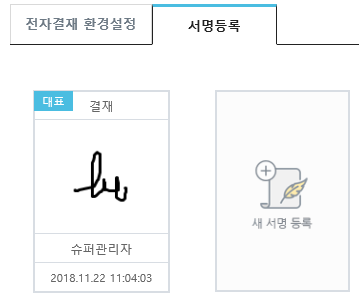 전자결재 환경설정
서명등록
대표
결재
슈퍼관리자
2018.11.22 11:04:03
새 서명 등록